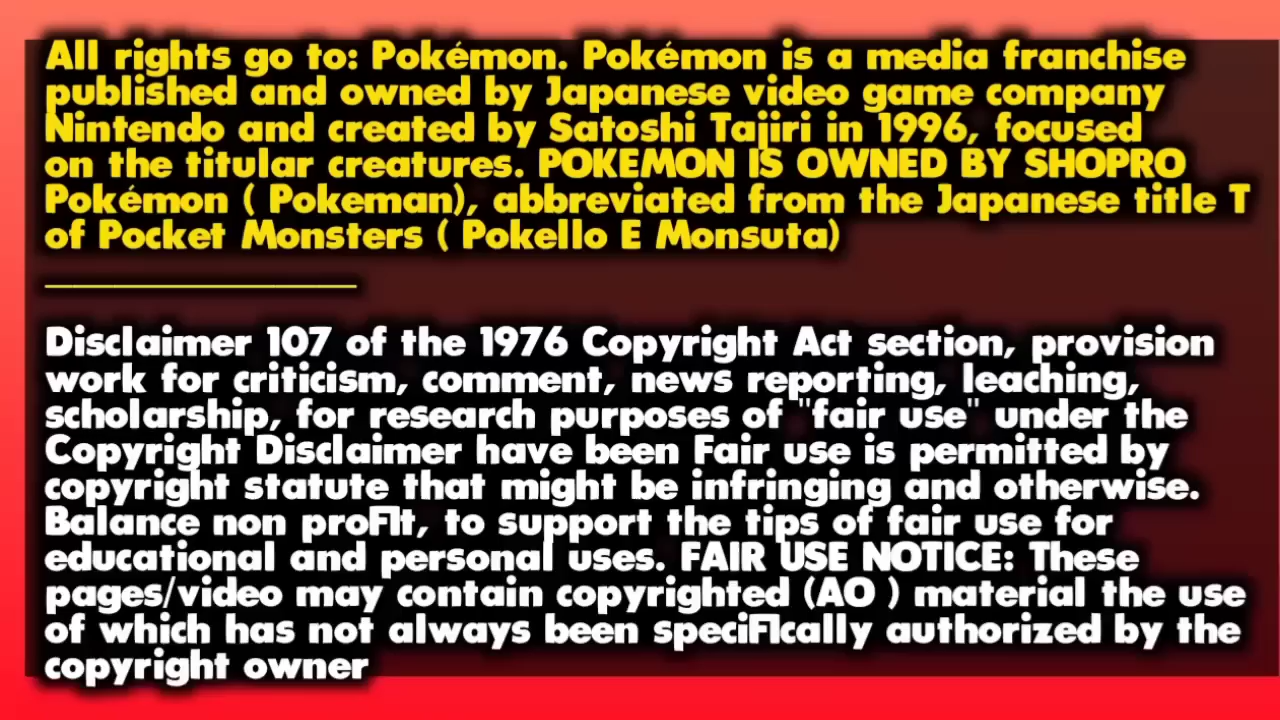 All rights go to: Pokémon. Pokémon is a media franchise
published and owned by Japanese video game company
Nintendo and created by Satoshi Tajiri in 1996, focused
on the titular creatures. POKEMON IS OWNED BY SHOPRO
Pokémon ( Pokeman), abbreviated from the Japanese title T
of Pocket Monsters ( Pokello E Monsuta)
_______________
Disclaimer 107 of the 1976 Copyright Act section, provision
work for criticism, comment, news reporting, leaching,
scholarship, for research purposes of "fair use" under the
Copyright Disclaimer have been Fair use is permitted by
copyright statute that might be infringing and otherwise.
Balance non proFIt, to support the tips of fair use for
educational and personal uses. FAIR USE NOTICE: These
pages/video may contain copyrighted (AO ) material the use
of which has not always been speciFIcally authorized by the
copyright owner